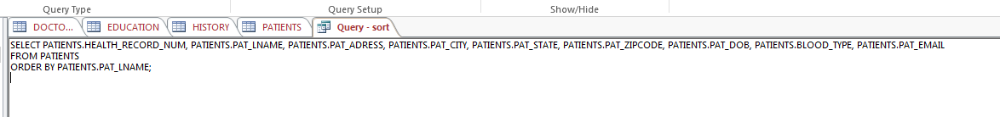 Query Type Query Setup Show/Hide
DOCTO... EDUCATION HISTORY PATIENTS Query - sort
SELECT PATIENTS.HEALTH_RECORD_NUM, PATIENTS.PAT_LNAME, PATIENTS.PAT_ADRESS, PATIENTS.PAT_CITY, PATIENTS.PAT_STATE, PATIENTS.PAT_ZIPCODE, PATIENTS.PAT_DOB, PATIENTS.BLOOD_TYPE, PATIENTS.PAT_EMAIL
FROM PATIENTS
ORDER BY PATIENTS.PAT_LNAME;